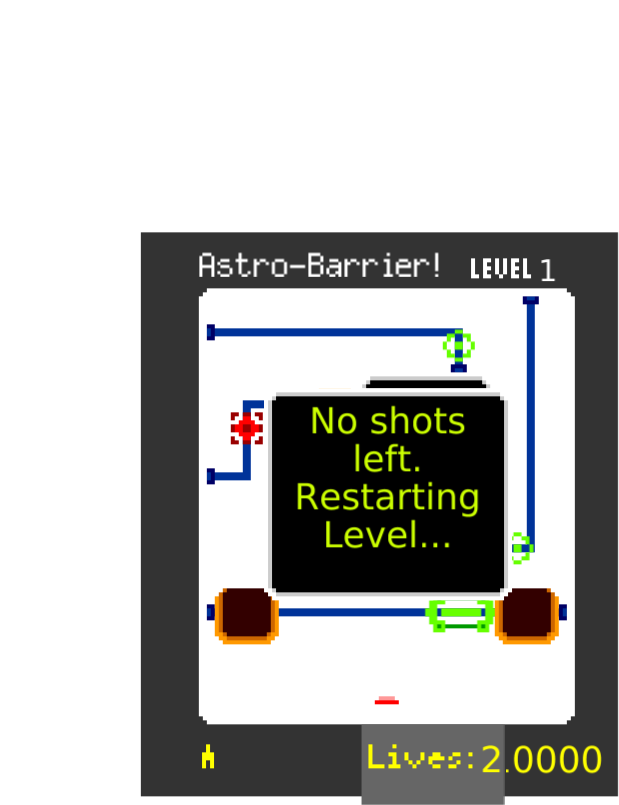 Astro-Barrier! LEVEL 1
No shots
left.
Restarting
Level...
Lives: 2.0000